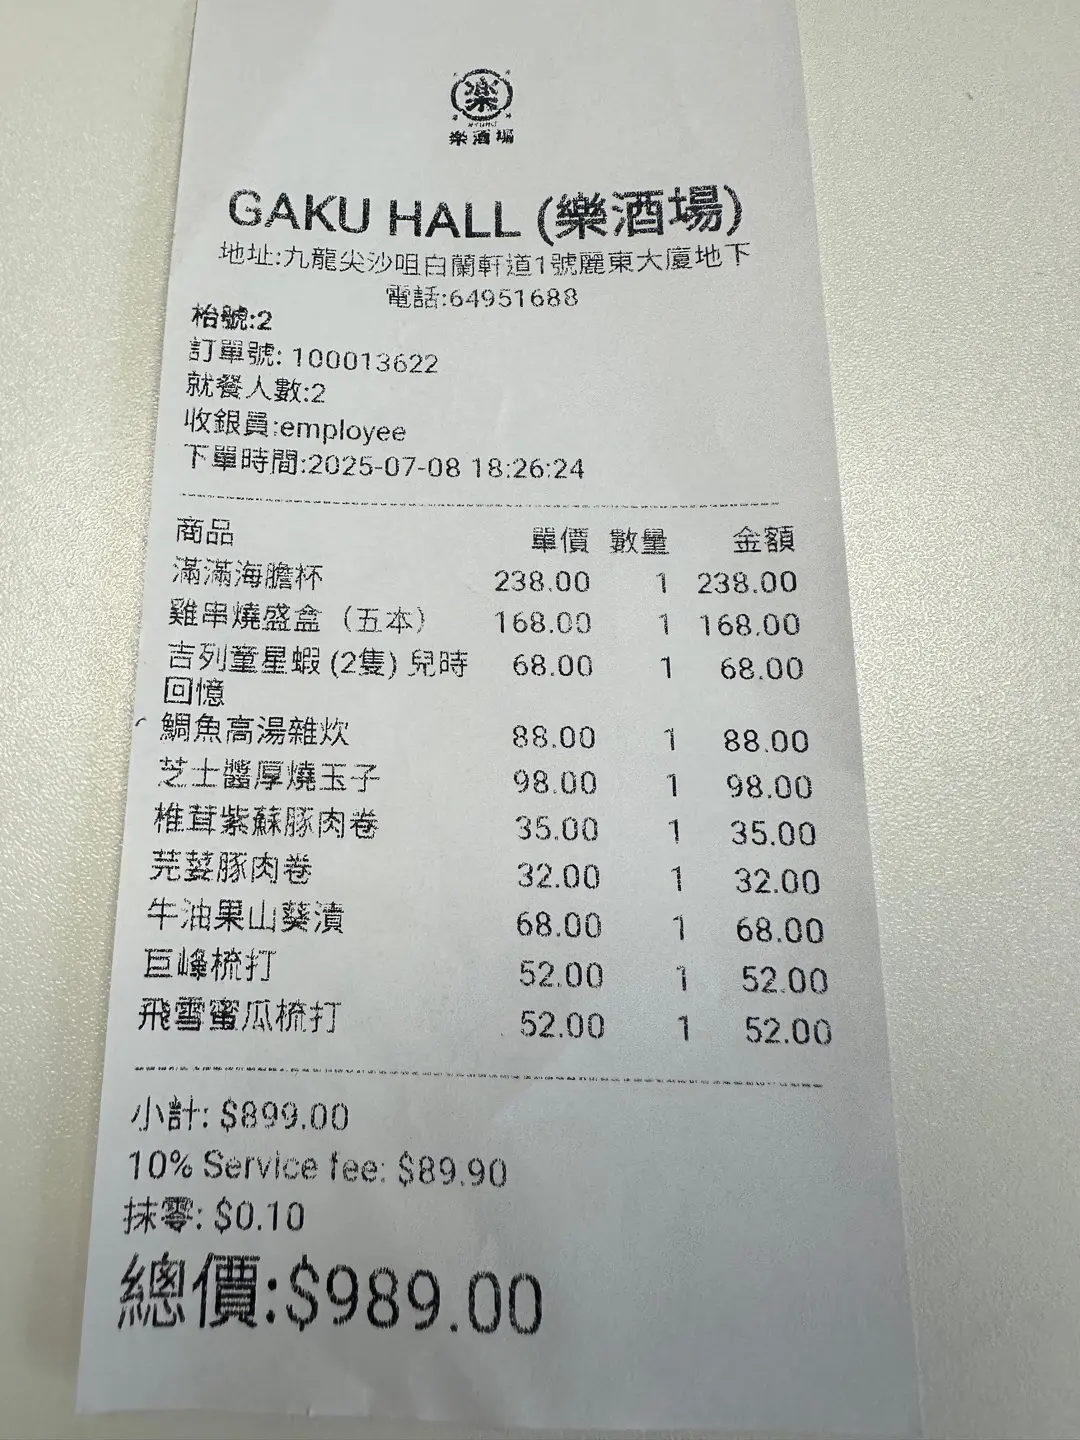 樂
樂酒場
GAKU HALL (樂酒場)
地址:九龍尖沙咀白蘭軒道1號麗東大廈地下
電話:64951688
枱號:2
訂單號: 100013622
就餐人數:2
收銀員:employee
下單時間:2025-07-08 18:26:24
商品 單價 數量 金額
滿滿海膽杯 238.00 1 238.00
雞串燒盛盒（五本） 168.00 1 168.00
吉列童星蝦 (2隻) 兒時 68.00 1 68.00
回憶
鯛魚高湯雜炊 88.00 1 88.00
芝士醬厚燒玉子 98.00 1 98.00
椎茸紫蘇豚肉卷 35.00 1 35.00
芫荽豚肉卷 32.00 1 32.00
牛油果山葵漬 68.00 1 68.00
巨峰梳打 52.00 1 52.00
飛雪蜜瓜梳打 52.00 1 52.00
小計: $899.00
10% Service fee: $89.90
抹零: $0.10
總價:$989.00